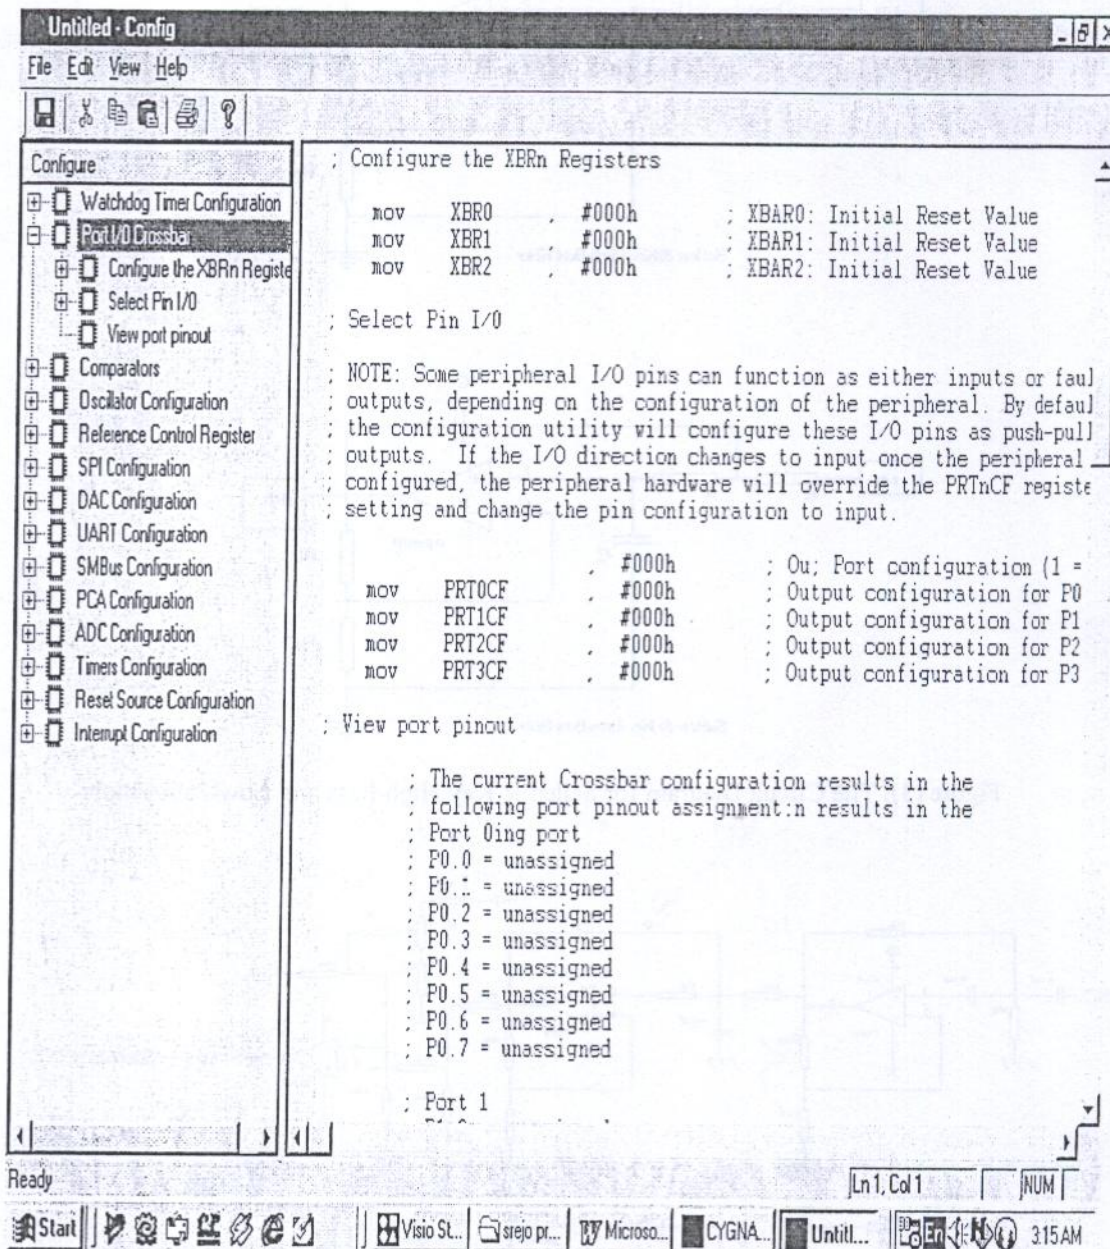 Untitled - Config
File Edit View Help
Configure
Watchdog Timer Configuration
Port I/O Crossbar
Configure the XBRn Registe
Select Pin I/O
View port pinout
Comparators
Oscillator Configuration
Reference Control Register
SPI Configuration
DAC Configuration
UART Configuration
SMBus Configuration
PCA Configuration
ADC Configuration
Timers Configuration
Reset Source Configuration
Interrupt Configuration
; Configure the XBRn Registers
mov XBR0 , #000h ; XBAR0: Initial Reset Value
mov XBR1 , #000h ; XBAR1: Initial Reset Value
mov XBR2 , #000h ; XBAR2: Initial Reset Value
; Select Pin I/O
; NOTE: Some peripheral I/O pins can function as either inputs or faul
; outputs, depending on the configuration of the peripheral. By defaul
; the configuration utility will configure these I/O pins as push-pull
; outputs. If the I/O direction changes to input once the peripheral
; configured, the peripheral hardware will override the PRTnCF registe
; setting and change the pin configuration to input.
, #000h ; Ou; Port configuration (1 =
mov PRT0CF , #000h ; Output configuration for P0
mov PRT1CF , #000h ; Output configuration for P1
mov PRT2CF , #000h ; Output configuration for P2
mov PRT3CF , #000h ; Output configuration for P3
; View port pinout
; The current Crossbar configuration results in the
; following port pinout assignment:n results in the
; Port 0ing port
; P0.0 = unassigned
; P0.1 = unassigned
; P0.2 = unassigned
; P0.3 = unassigned
; P0.4 = unassigned
; P0.5 = unassigned
; P0.6 = unassigned
; P0.7 = unassigned
; Port 1
Ready
Ln 1, Col 1 NUM
Start Visio St... srejo pr... Microso... CYGNA... Untitl... En 3:15 AM